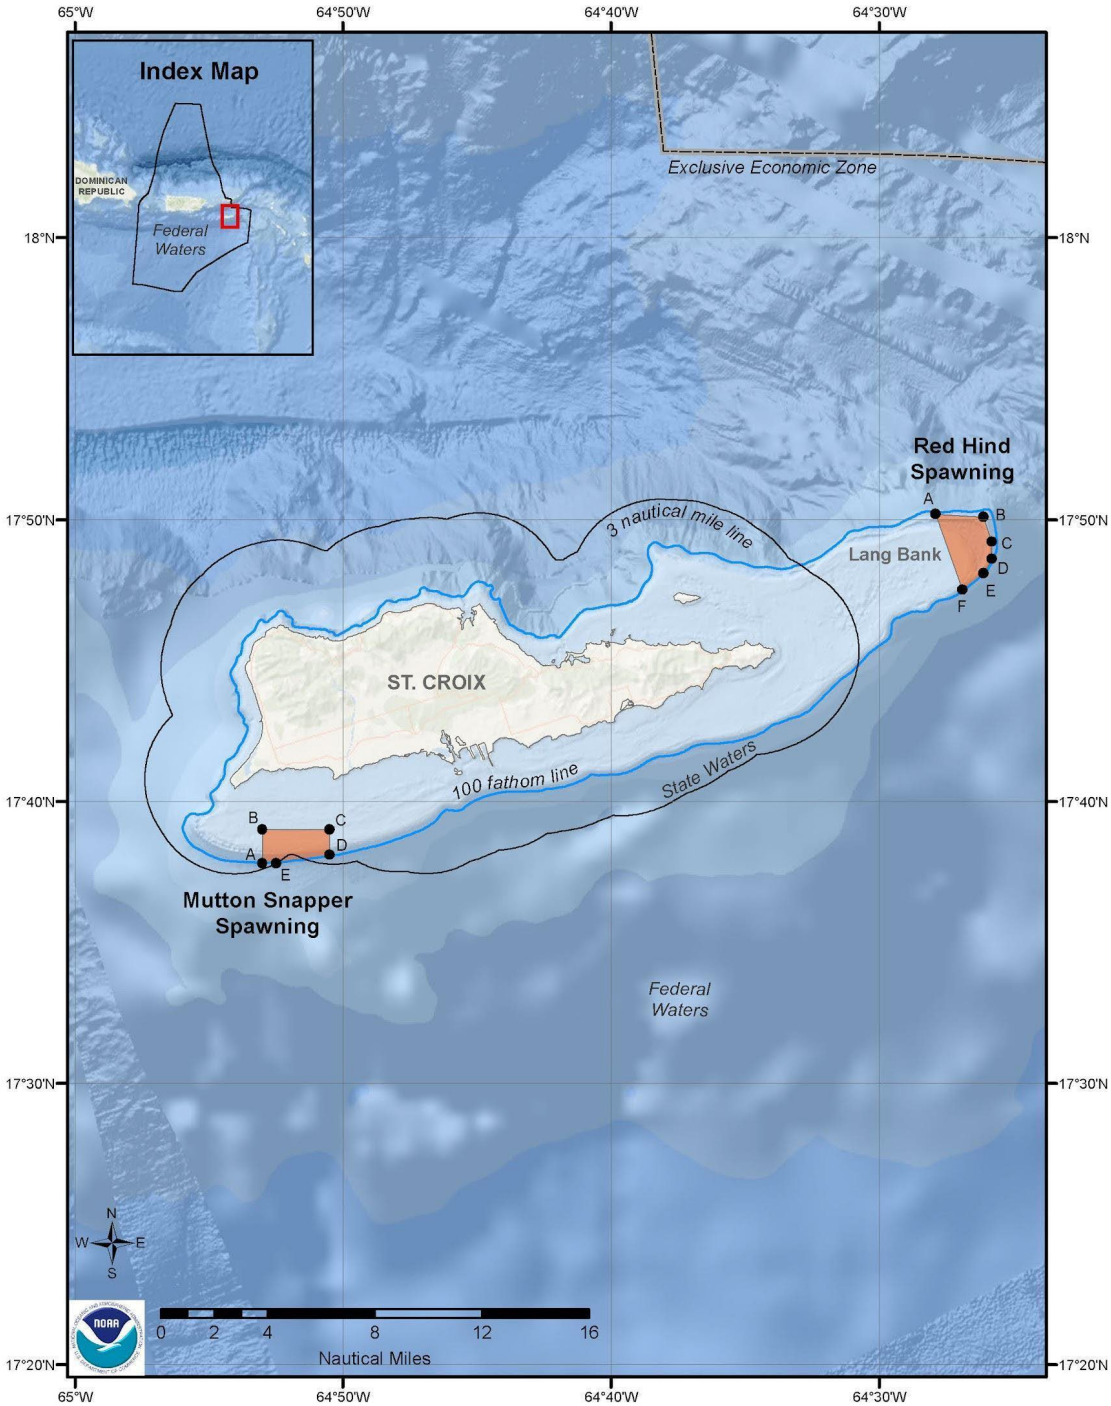 65°W 64°50'W 64°40'W 64°30'W
Index Map
DOMINICAN
REPUBLIC
Federal
Waters
Exclusive Economic Zone
18°N 18°N
Red Hind
Spawning
A
B
C
D
E
F
17°50'N 17°50'N
3 nautical mile line
Lang Bank
ST. CROIX
100 fathom line
State Waters
17°40'N 17°40'N
B C
A D
E
Mutton Snapper
Spawning
Federal
Waters
17°30'N 17°30'N
N
W E
S
NOAA
0 2 4 8 12 16
Nautical Miles
17°20'N 17°20'N
65°W 64°50'W 64°40'W 64°30'W